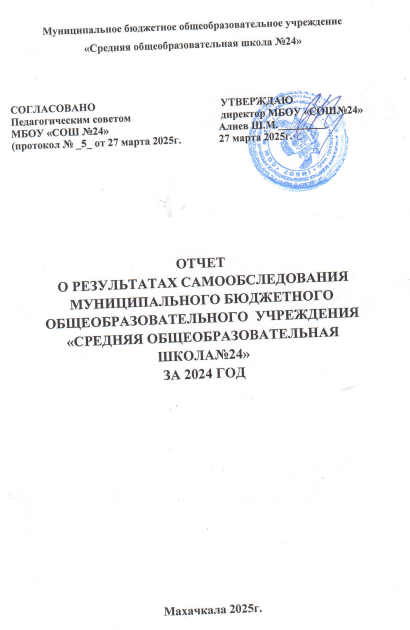 Муниципальное бюджетное общеобразовательное учреждение
«Средняя общеобразовательная школа №24»
СОГЛАСОВАНО
Педагогическим советом
МБОУ «СОШ №24»
(протокол № _5_ от 27 марта 2025г.
УТВЕРЖДАЮ
директор МБОУ «СОШ№24»
Алиев Ш.М.________
27 марта 2025г.
ОТЧЕТ
О РЕЗУЛЬТАТАХ САМООБСЛЕДОВАНИЯ
МУНИЦИПАЛЬНОГО БЮДЖЕТНОГО
ОБЩЕОБРАЗОВАТЕЛЬНОГО УЧРЕЖДЕНИЯ
«СРЕДНЯЯ ОБЩЕОБРАЗОВАТЕЛЬНАЯ
ШКОЛА№24»
ЗА 2024 ГОД
Махачкала 2025г.